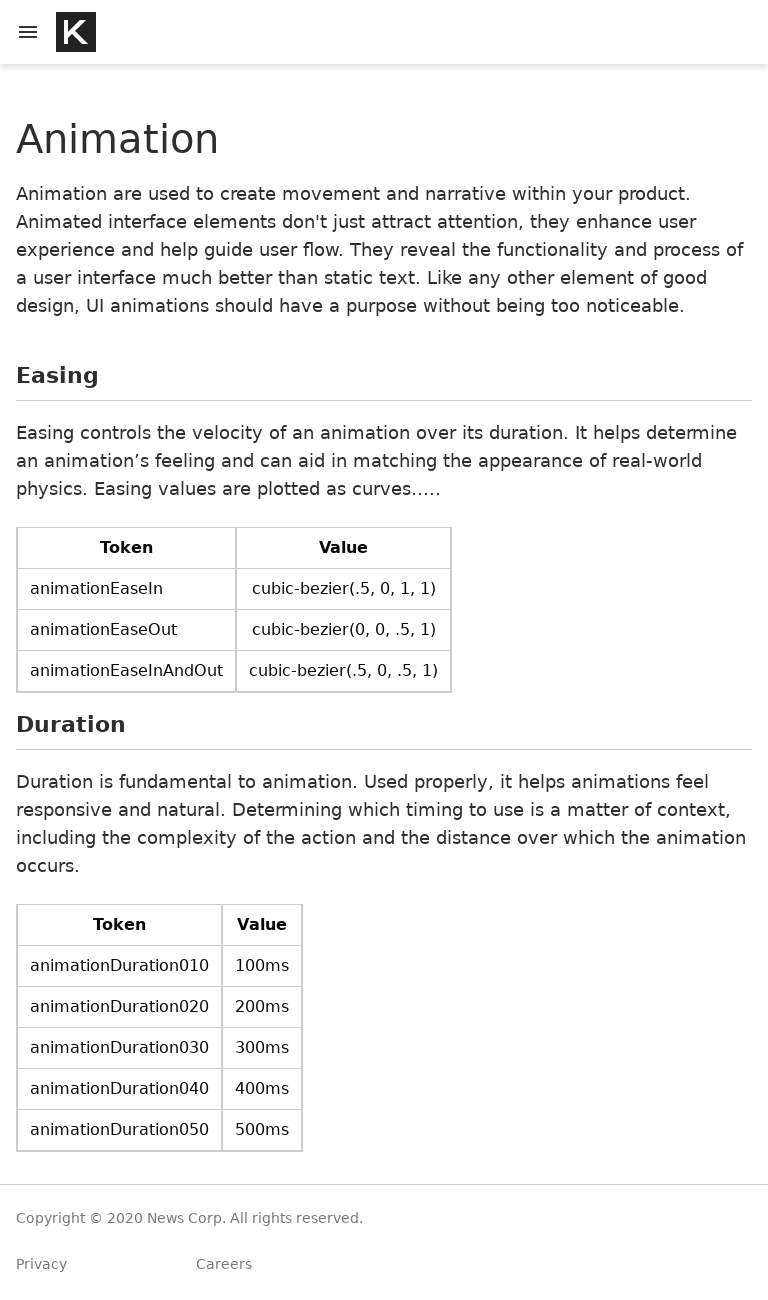 K
Animation
Animation are used to create movement and narrative within your product.
Animated interface elements don't just attract attention, they enhance user
experience and help guide user flow. They reveal the functionality and process of
a user interface much better than static text. Like any other element of good
design, UI animations should have a purpose without being too noticeable.
Easing
Easing controls the velocity of an animation over its duration. It helps determine
an animation’s feeling and can aid in matching the appearance of real-world
physics. Easing values are plotted as curves…..
Token Value
animationEaseIn cubic-bezier(.5, 0, 1, 1)
animationEaseOut cubic-bezier(0, 0, .5, 1)
animationEaseInAndOut cubic-bezier(.5, 0, .5, 1)
Duration
Duration is fundamental to animation. Used properly, it helps animations feel
responsive and natural. Determining which timing to use is a matter of context,
including the complexity of the action and the distance over which the animation
occurs.
Token Value
animationDuration010 100ms
animationDuration020 200ms
animationDuration030 300ms
animationDuration040 400ms
animationDuration050 500ms
Copyright © 2020 News Corp. All rights reserved.
Privacy Careers